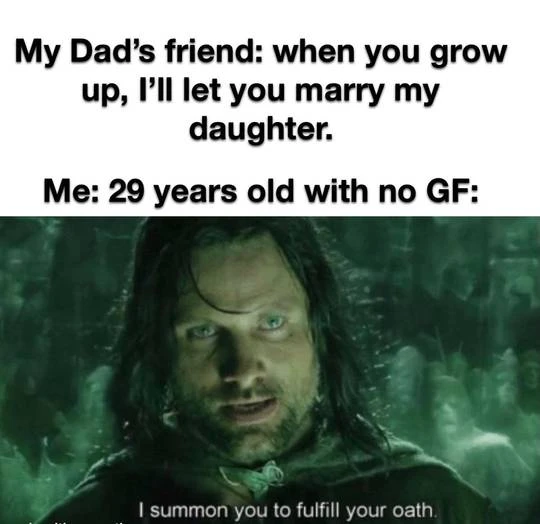 My Dad’s friend: when you grow
up, I’ll let you marry my
daughter.
Me: 29 years old with no GF:
I summon you to fulfill your oath.